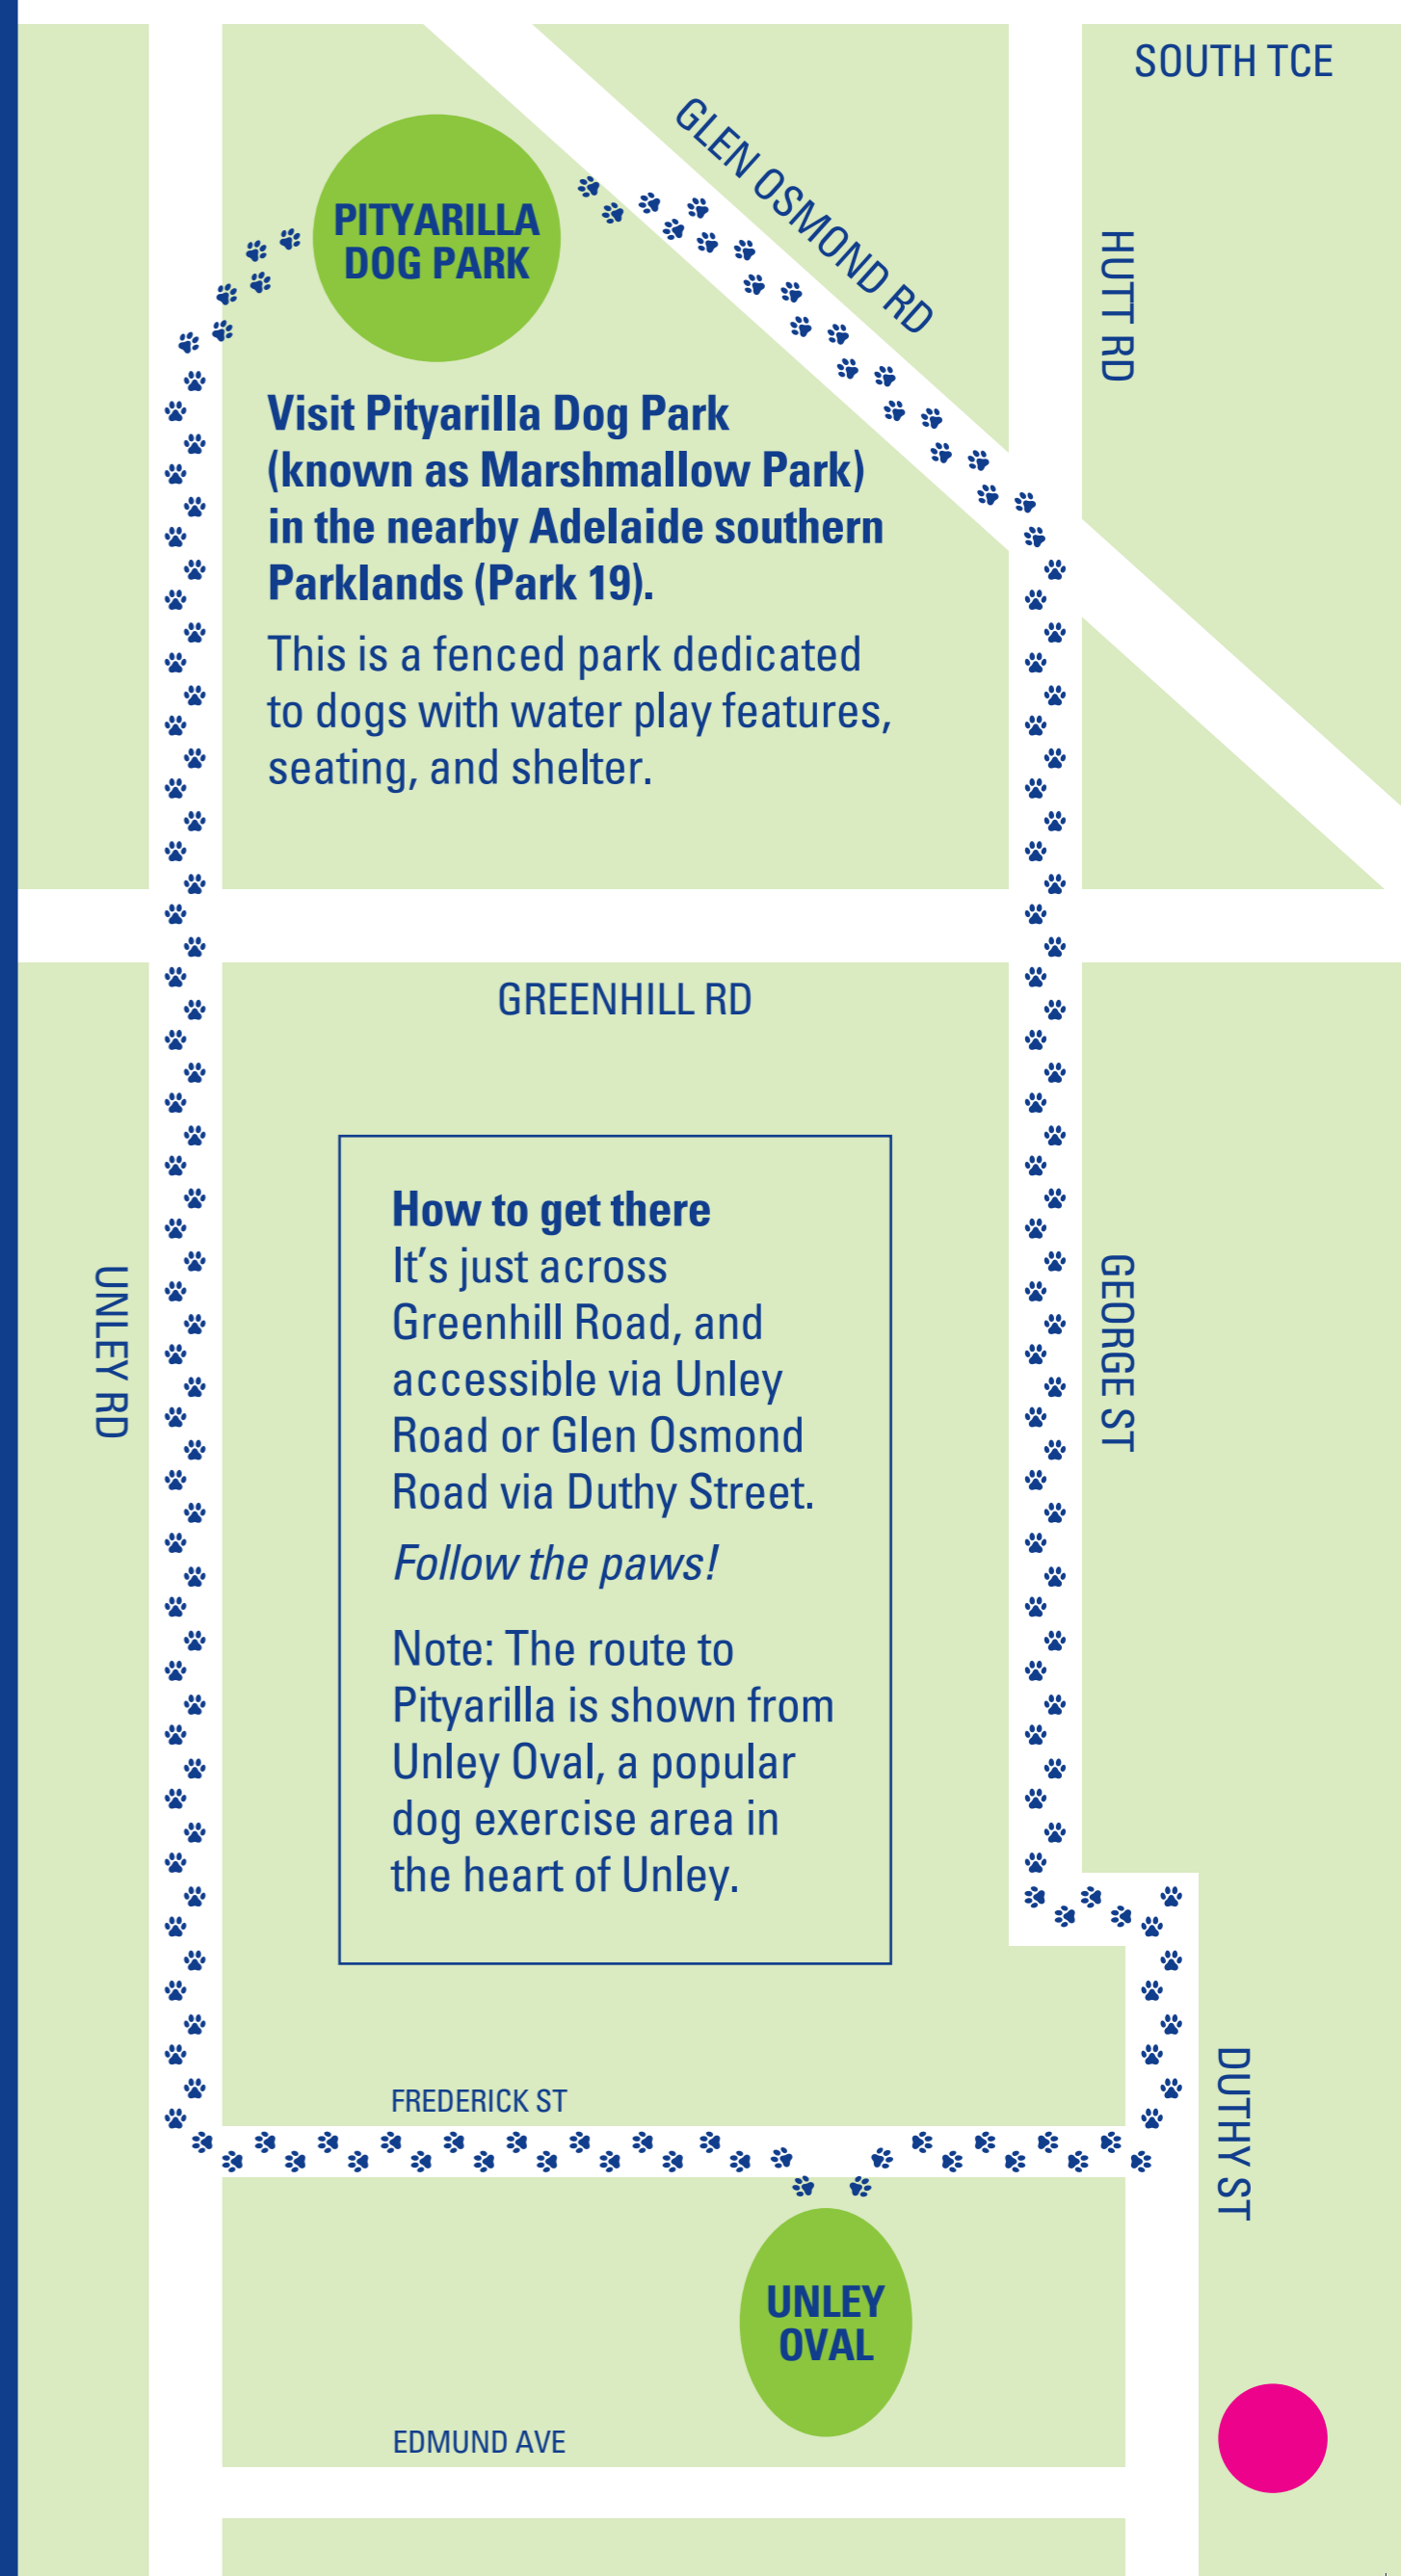 SOUTH TCE
GLEN OSMOND RD
HUTT RD
PITYARILLA
DOG PARK
Visit Pityarilla Dog Park
(known as Marshmallow Park)
in the nearby Adelaide southern
Parklands (Park 19).
This is a fenced park dedicated
to dogs with water play features,
seating, and shelter.
GREENHILL RD
UNLEY RD
GEORGE ST
How to get there
It’s just across
Greenhill Road, and
accessible via Unley
Road or Glen Osmond
Road via Duthy Street.
Follow the paws!
Note: The route to
Pityarilla is shown from
Unley Oval, a popular
dog exercise area in
the heart of Unley.
FREDERICK ST
DUTHY ST
UNLEY
OVAL
EDMUND AVE